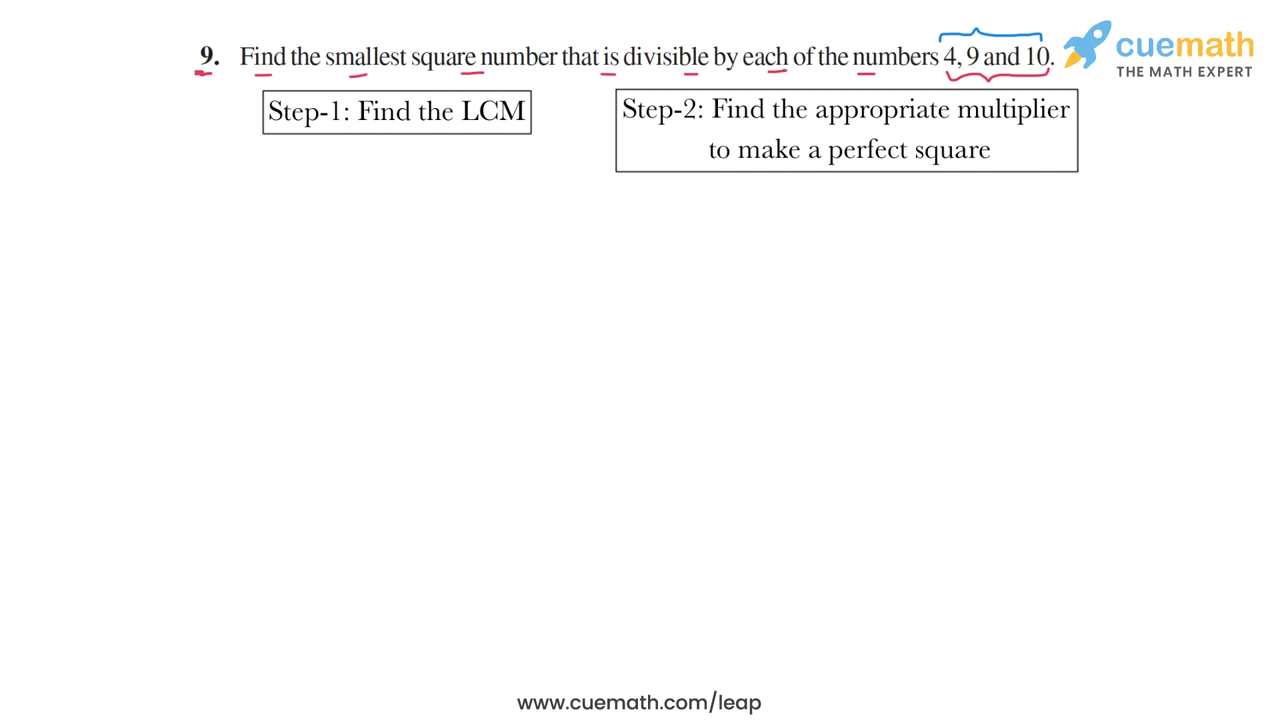 9. Find the smallest square number that is divisible by each of the numbers 4, 9 and 10.
cuemath
THE MATH EXPERT
Step-1: Find the LCM
Step-2: Find the appropriate multiplier
to make a perfect square
www.cuemath.com/leap